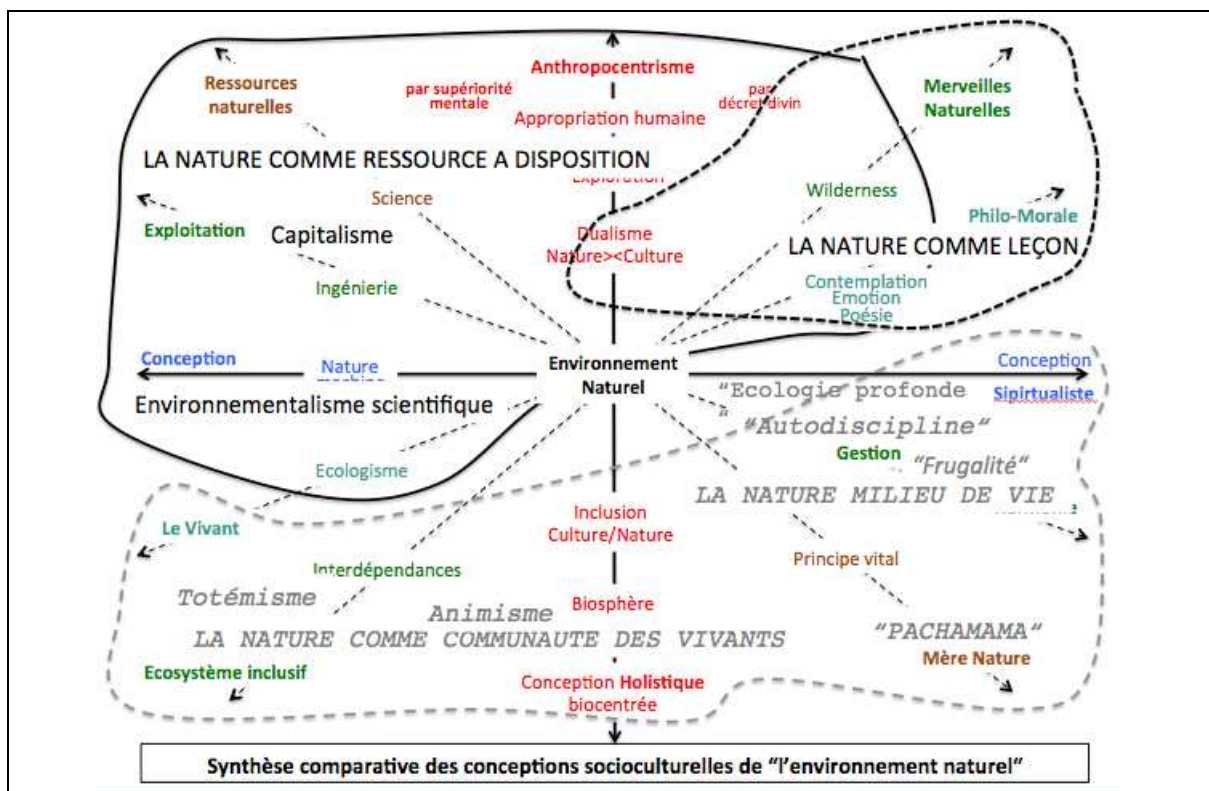 Anthropocentrisme
Ressources
naturelles
par supériorité
mentale
par
décret divin
Merveilles
Naturelles
Appropriation humaine
LA NATURE COMME RESSOURCE A DISPOSITION
Science
Wilderness
Exploitation
Capitalisme
Dualisme
Nature><Culture
Philo-Morale
LA NATURE COMME LEÇON
Ingénierie
Contemplation
Emotion
Poésie
Conception
Nature
Environnement
Naturel
Conception
Sipirtualiste
Environnementalisme scientifique
“Ecologie profonde
“
“Autodiscipline“
Gestion
“Frugalité“
Ecologisme
LA NATURE MILIEU DE VIE
Le Vivant
Inclusion
Culture/Nature
Principe vital
Interdépendances
Totémisme
Animisme
Biosphère
LA NATURE COMME COMMUNAUTE DES VIVANTS
“PACHAMAMA“
Mère Nature
Ecosystème inclusif
Conception Holistique
biocentrée
Synthèse comparative des conceptions socioculturelles de “l’environnement naturel“